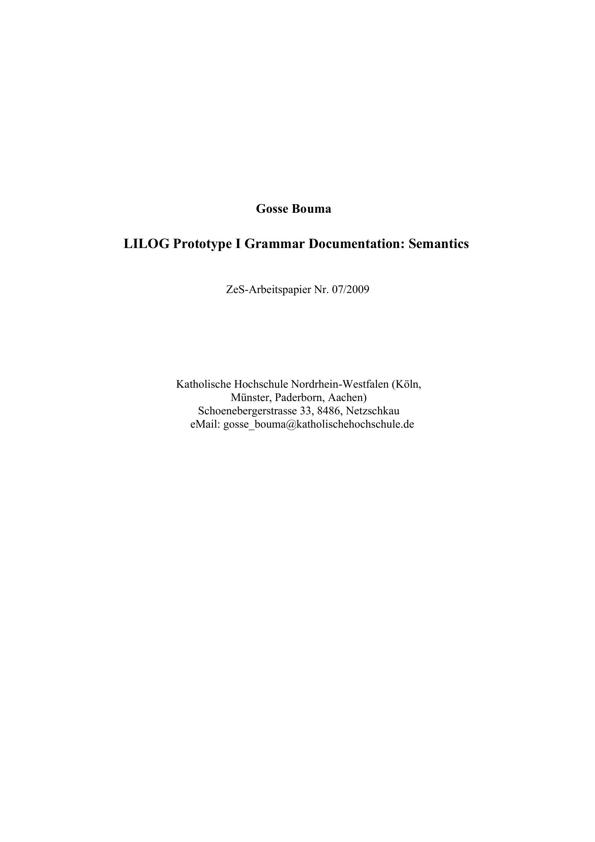 Gosse Bouma
LILOG Prototype I Grammar Documentation: Semantics
ZeS-Arbeitspapier Nr. 07/2009
Katholische Hochschule Nordrhein-Westfalen (Köln,
Münster, Paderborn, Aachen)
Schoenebergerstrasse 33, 8486, Netzschkau
eMail: gosse_bouma@katholischehochschule.de